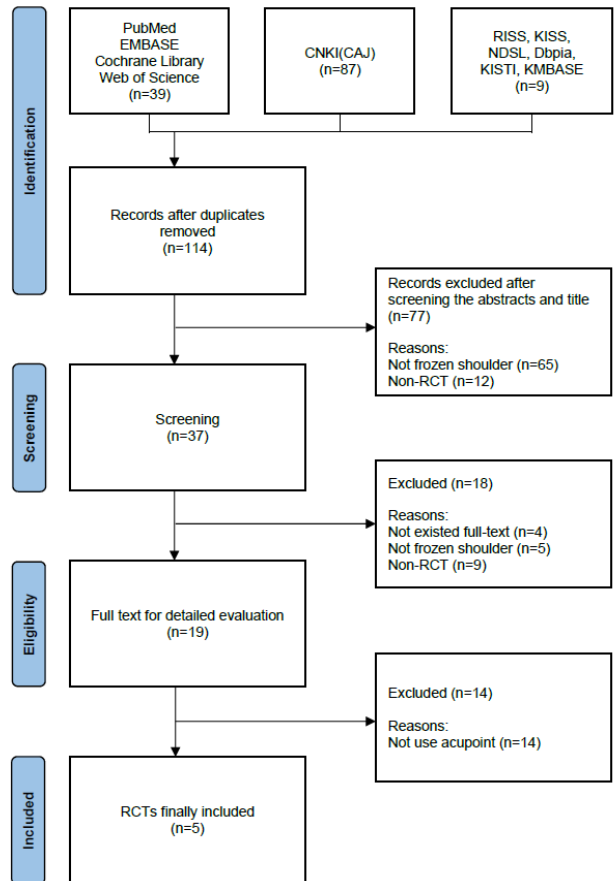 Identification
PubMed
EMBASE
Cochrane Library
Web of Science
(n=39)
CNKI(CAJ)
(n=87)
RISS, KISS,
NDSL, Dbpia,
KISTI, KMBASE
(n=9)
Records after duplicates
removed
(n=114)
Records excluded after
screening the abstracts and title
(n=77)
Reasons:
Not frozen shoulder (n=65)
Non-RCT (n=12)
Screening
Screening
(n=37)
Excluded (n=18)
Reasons:
Not existed full-text (n=4)
Not frozen shoulder (n=5)
Non-RCT (n=9)
Eligibility
Full text for detailed evaluation
(n=19)
Excluded (n=14)
Reasons:
Not use acupoint (n=14)
Included
RCTs finally included
(n=5)